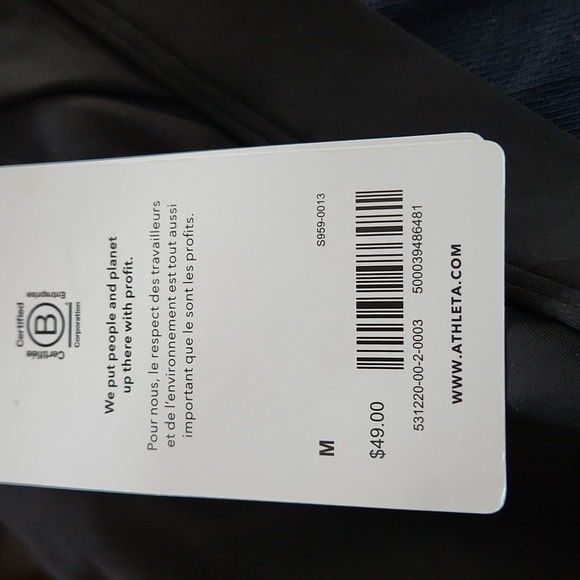 Certified
B
Corporation
Certifiée
Entreprise
We put people and planet
up there with profit.
Pour nous, le respect des travailleurs
et de l'environnement est tout aussi
important que le sont les profits.
S959-0013
M
$49.00
531220-00-2-0003 500039486481
WWW.ATHLETA.COM